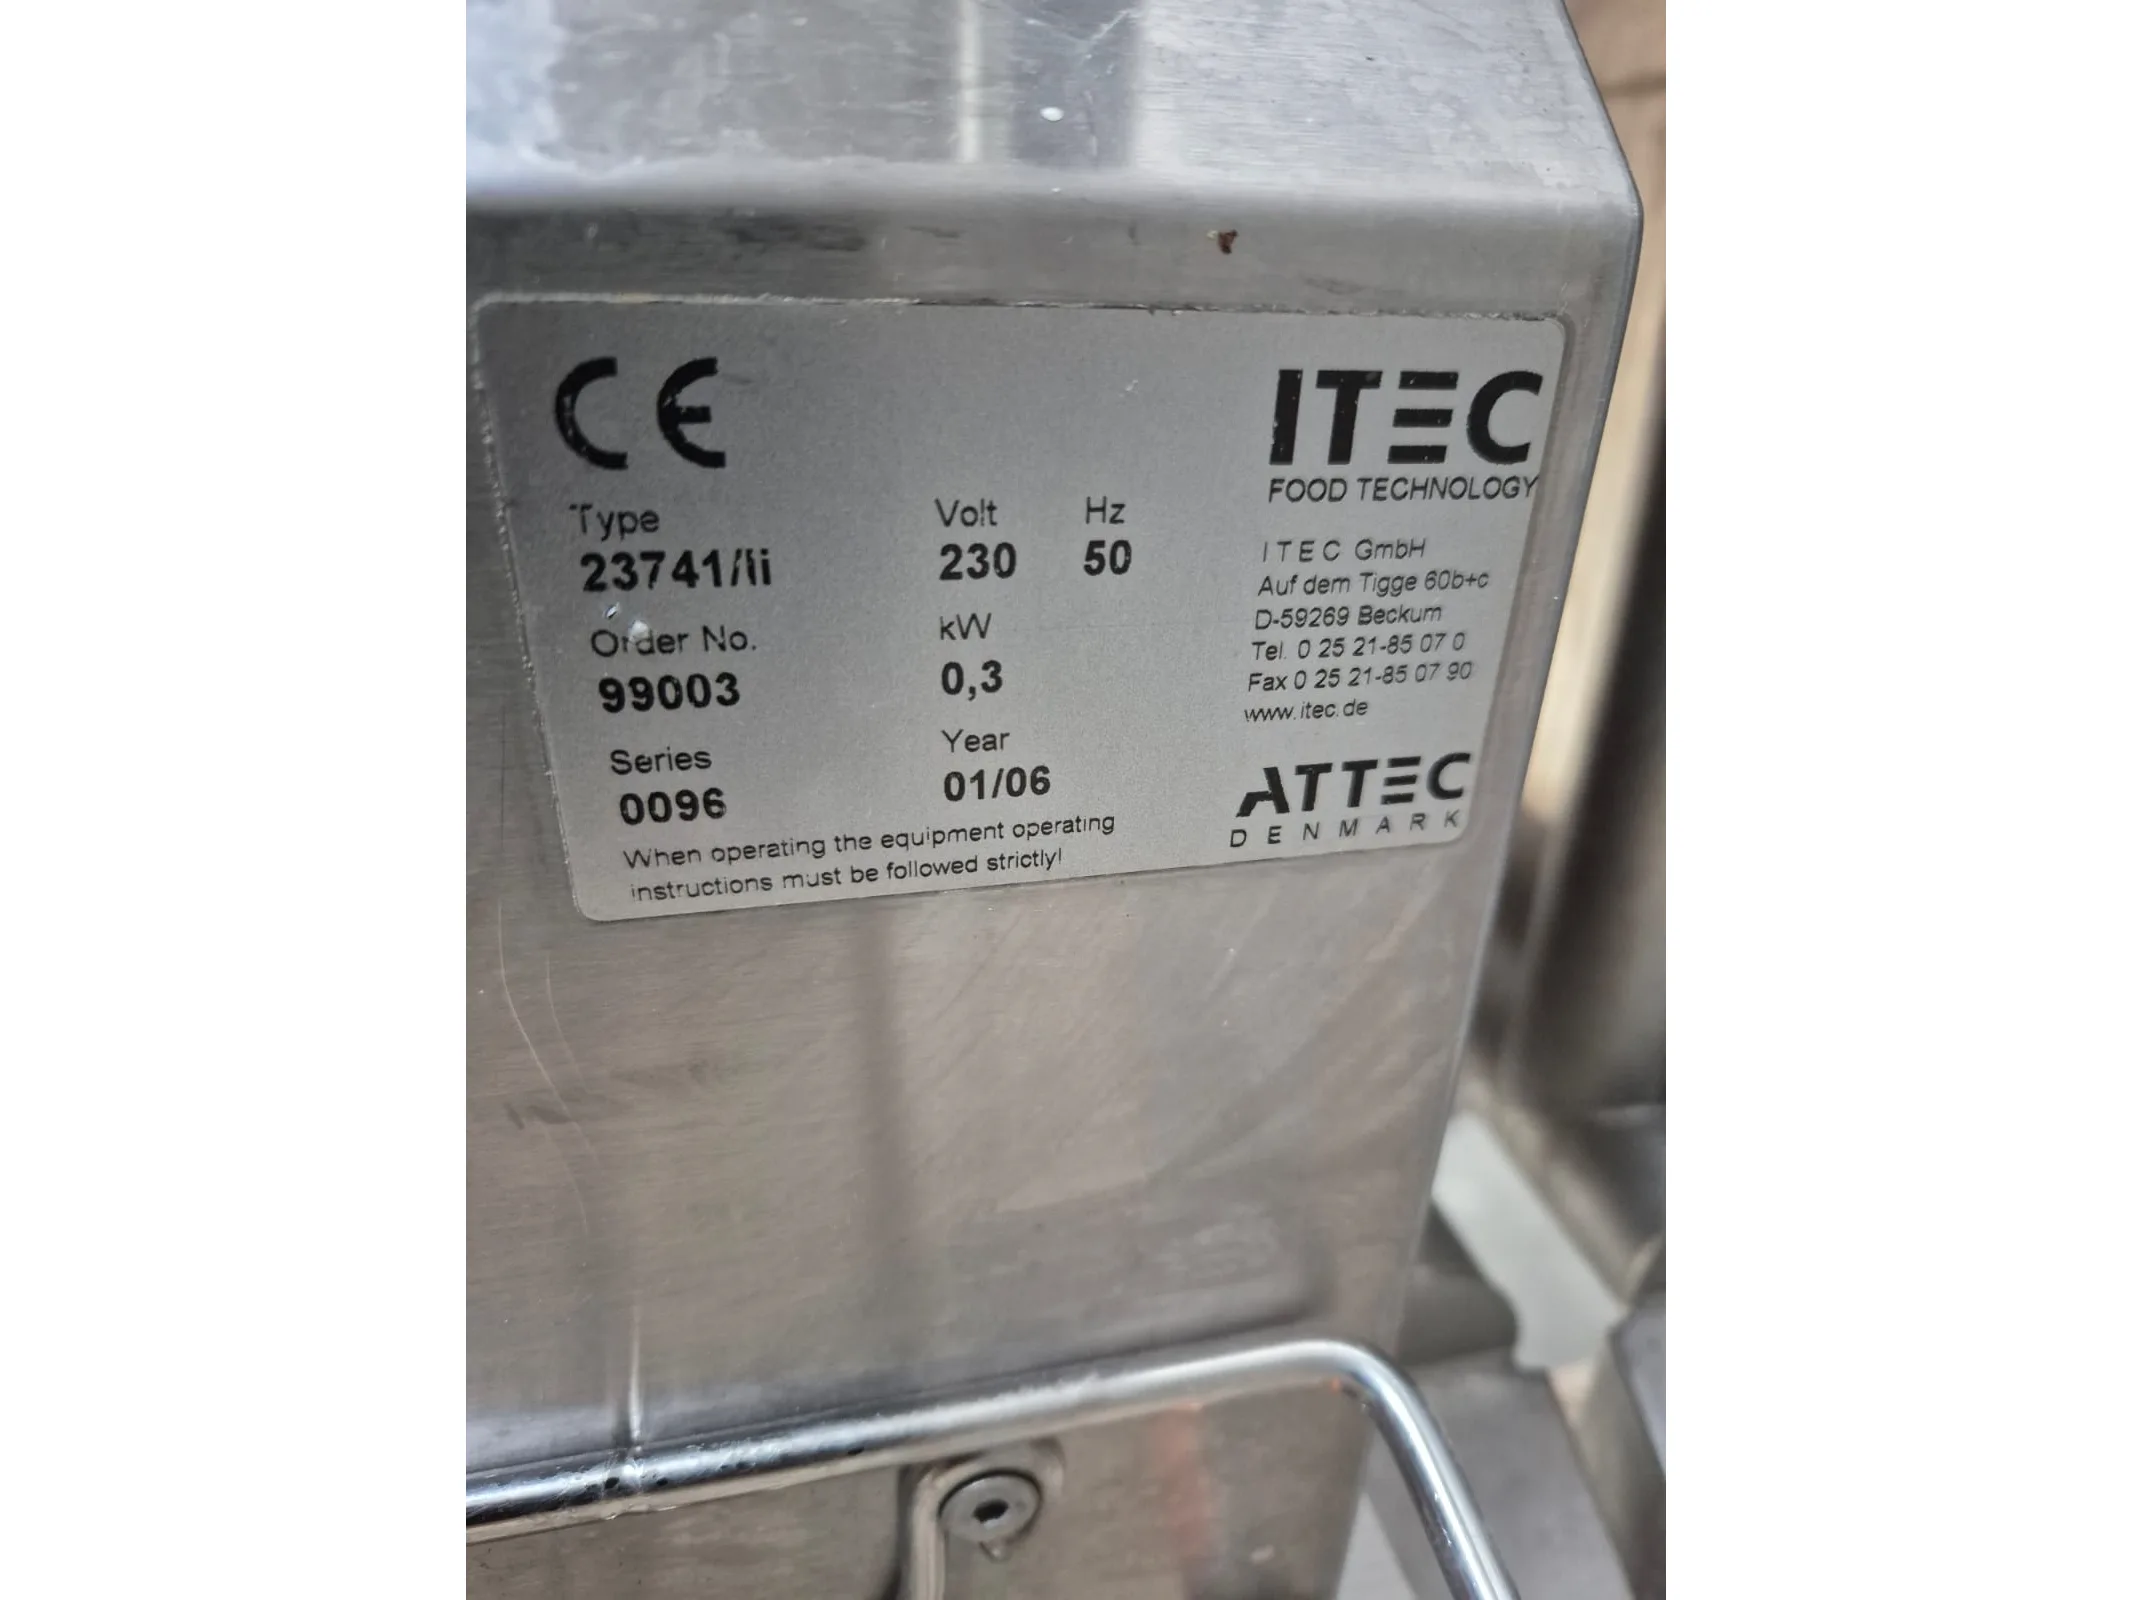 CE
Type
23741/li
Volt
230
Hz
50
Order No.
99003
kW
0,3
Series
0096
Year
01/06
When operating the equipment operating
instructions must be followed strictly!
ITEC
FOOD TECHNOLOGY
ITEC GmbH
Auf dem Tigge 60b+c
D-59269 Beckum
Tel. 0 25 21-85 07 0
Fax 0 25 21-85 07 90
www.itec.de
ATTEC
DENMARK